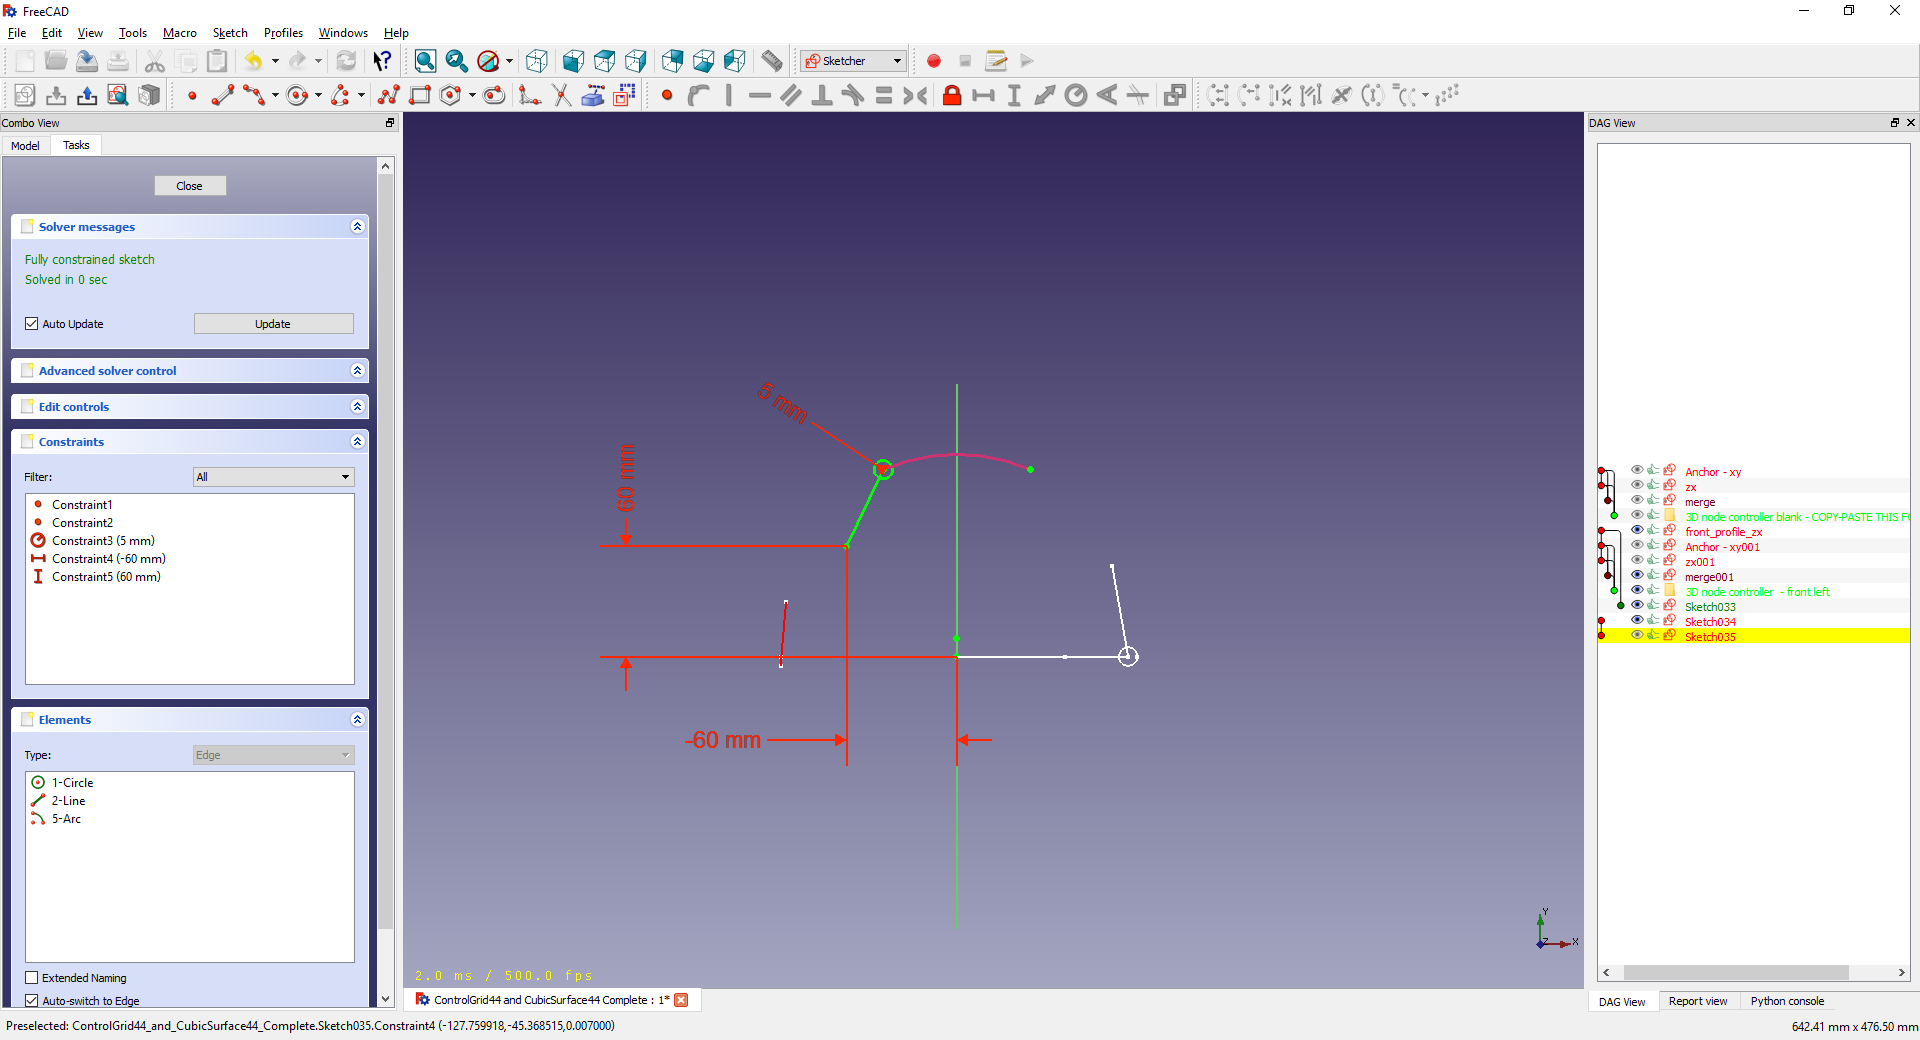 FreeCAD
File Edit View Tools Macro Sketch Profiles Windows Help
Sketcher
Combo View
DAG View
Model Tasks
Close
Solver messages
Fully constrained sketch
Solved in 0 sec
Auto Update Update
Advanced solver control
Edit controls
Constraints
Filter: All
Constraint1
Constraint2
Constraint3 (5 mm)
Constraint4 (-60 mm)
Constraint5 (60 mm)
Elements
Type: Edge
1-Circle
2-Line
5-Arc
Extended Naming
Auto-switch to Edge
5 mm
60 mm
-60 mm
Y
Z X
2.0 ms / 500.0 fps
ControlGrid44 and CubicSurface44 Complete : 1*
Anchor - xy
zx
merge
3D node controller blank - COPY-PASTE THIS FO
front_profile_zx
Anchor - xy001
zx001
merge001
3D node controller - front left
Sketch033
Sketch034
Sketch035
DAG View Report view Python console
Preselected: ControlGrid44_and_CubicSurface44_Complete.Sketch035.Constraint4 (-127.759918,-45.368515,0.007000)
642.41 mm x 476.50 mm